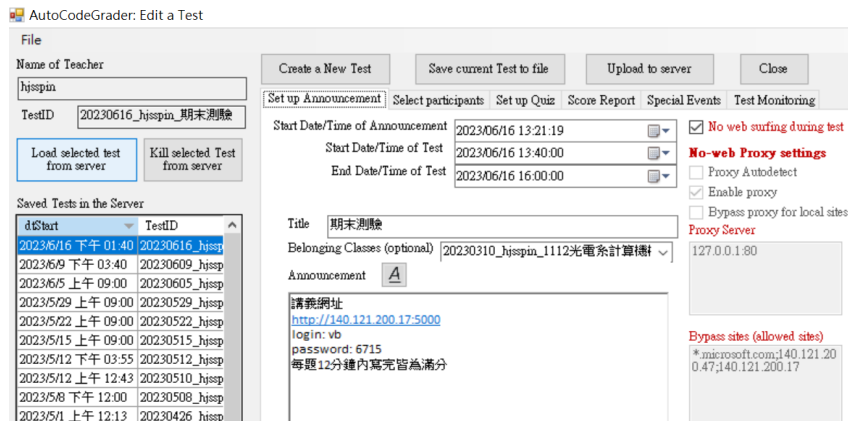 AutoCodeGrader: Edit a Test
File
Name of Teacher
hjsspin
TestID 20230616_hjsspin_期末測驗
Load selected test from server
Kill selected Test from server
Saved Tests in the Server
dtStart TestID
2023/6/16 下午 01:40 20230616_hjssp
2023/6/9 下午 03:40 20230609_hjssp
2023/6/5 上午 09:00 20230605_hjssp
2023/5/29 上午 09:00 20230529_hjssp
2023/5/22 上午 09:00 20230522_hjssp
2023/5/15 上午 09:00 20230515_hjssp
2023/5/12 下午 03:55 20230512_hjssp
2023/5/12 上午 12:43 20230510_hjssp
2023/5/8 下午 12:00 20230508_hjssp
2023/5/1 上午 12:13 20230426_hjssp
Create a New Test
Save current Test to file
Upload to server
Close
Set up Announcement Select participants Set up Quiz Score Report Special Events Test Monitoring
Start Date/Time of Announcement 2023/06/16 13:21:19
Start Date/Time of Test 2023/06/16 13:40:00
End Date/Time of Test 2023/06/16 16:00:00
Title 期末測驗
Belonging Classes (optional) 20230310_hjsspin_1112光電系計算機
Announcement A
講義網址
http://140.121.200.17:5000
login: vb
password: 6715
每題12分鐘內寫完皆為滿分
No web surfing during test
No-web Proxy settings
Proxy Autodetect
Enable proxy
Bypass proxy for local sites
Proxy Server
127.0.0.1:80
Bypass sites (allowed sites)
*.microsoft.com;140.121.20
0.47;140.121.200.17